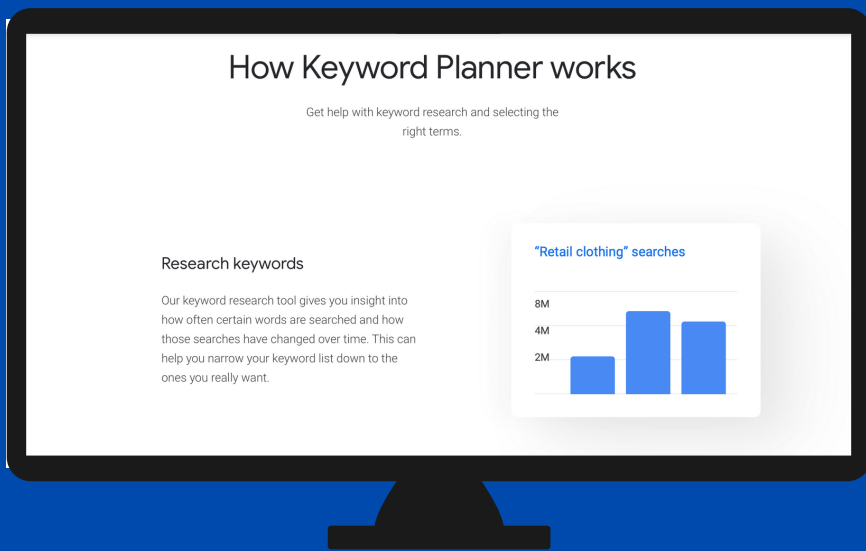 How Keyword Planner works
Get help with keyword research and selecting the
right terms.
Research keywords
Our keyword research tool gives you insight into
how often certain words are searched and how
those searches have changed over time. This can
help you narrow your keyword list down to the
ones you really want.
“Retail clothing” searches
8M
4M
2M